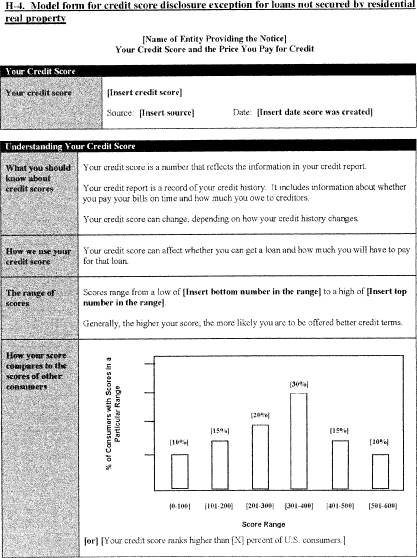 H-4. Model form for credit score disclosure exception for loans not secured by residential
real property
[Name of Entity Providing the Notice]
Your Credit Score and the Price You Pay for Credit
Your Credit Score
Your credit score
[Insert credit score]
Source: [Insert source] Date: [Insert date score was created]
Understanding Your Credit Score
What you should
know about
credit scores
Your credit score is a number that reflects the information in your credit report.
Your credit report is a record of your credit history. It includes information about whether
you pay your bills on time and how much you owe to creditors.
Your credit score can change, depending on how your credit history changes.
How we use your
credit score
Your credit score can affect whether you can get a loan and how much you will have to pay
for that loan.
The range of
scores
Scores range from a low of [Insert bottom number in the range] to a high of [Insert top
number in the range].
Generally, the higher your score, the more likely you are to be offered better credit terms.
How your score
compares to the
scores of other
consumers
% of Consumers with Scores in a
Particular Range
[10%]
[15%]
[20%]
[30%]
[15%]
[10%]
[0-100] [101-200] [201-300] [301-400] [401-500] [501-600]
Score Range
[or] [Your credit score ranks higher than [X] percent of U.S. consumers.]